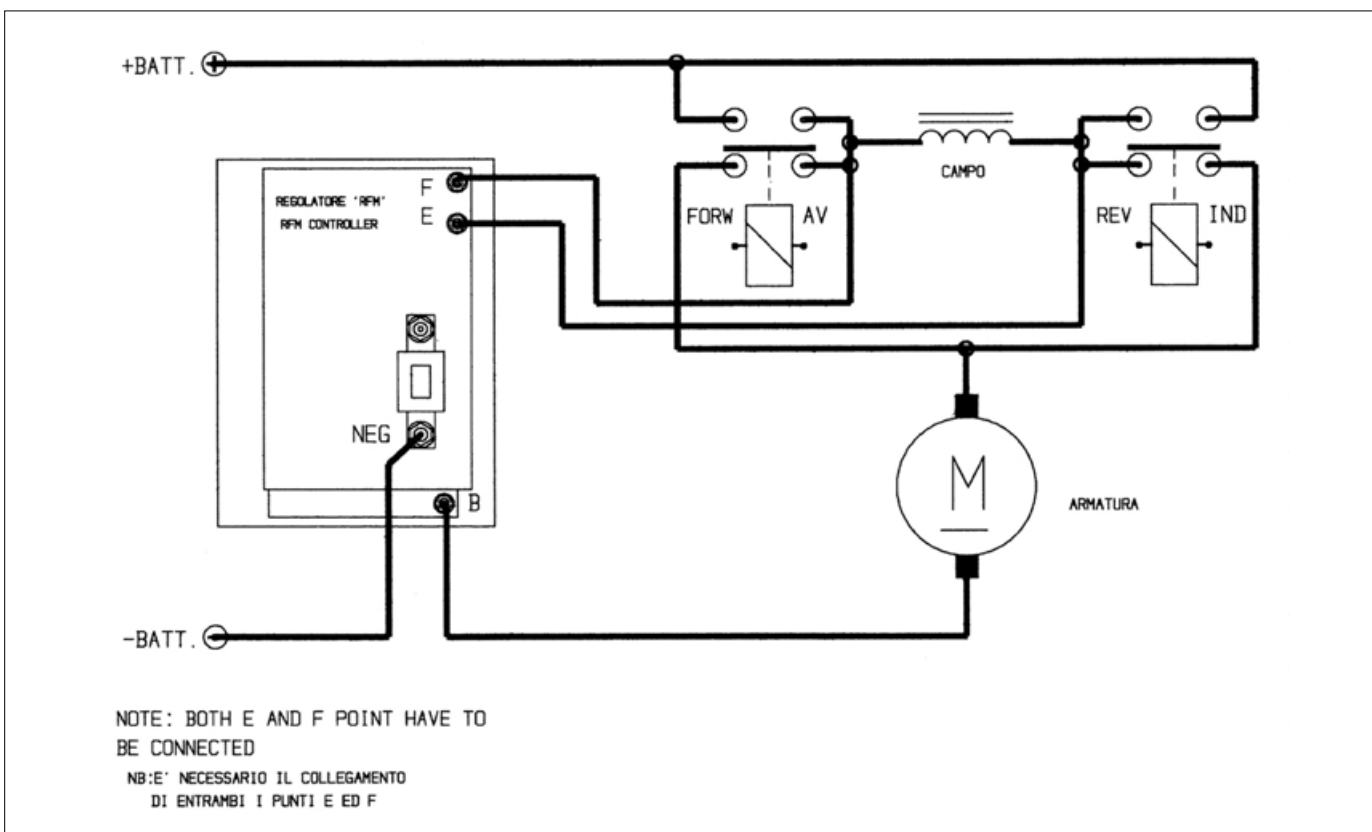 +BATT.
REGOLATORE 'RFM'
RFM CONTROLLER
F
E
FORW
AV
CAMPO
REV
IND
NEG
B
M
ARMATURA
-BATT.
NOTE: BOTH E AND F POINT HAVE TO
BE CONNECTED
NB:E' NECESSARIO IL COLLEGAMENTO
DI ENTRAMBI I PUNTI E ED F